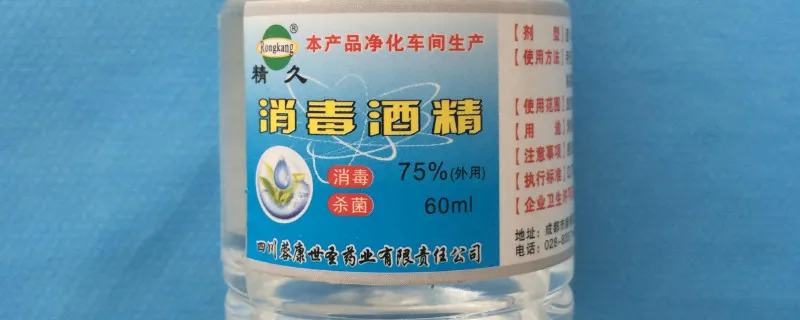 Rongkang®
精久
本产品净化车间生产
消毒酒精
消毒
杀菌
75%(外用)
60ml
四川蓉康世圣药业有限责任公司
【剂 型】
【使用方法】
【使用范围】
【用 途】
【注意事项】
【执行标准】
【企业卫生许可
地址：成都市
电话：028-